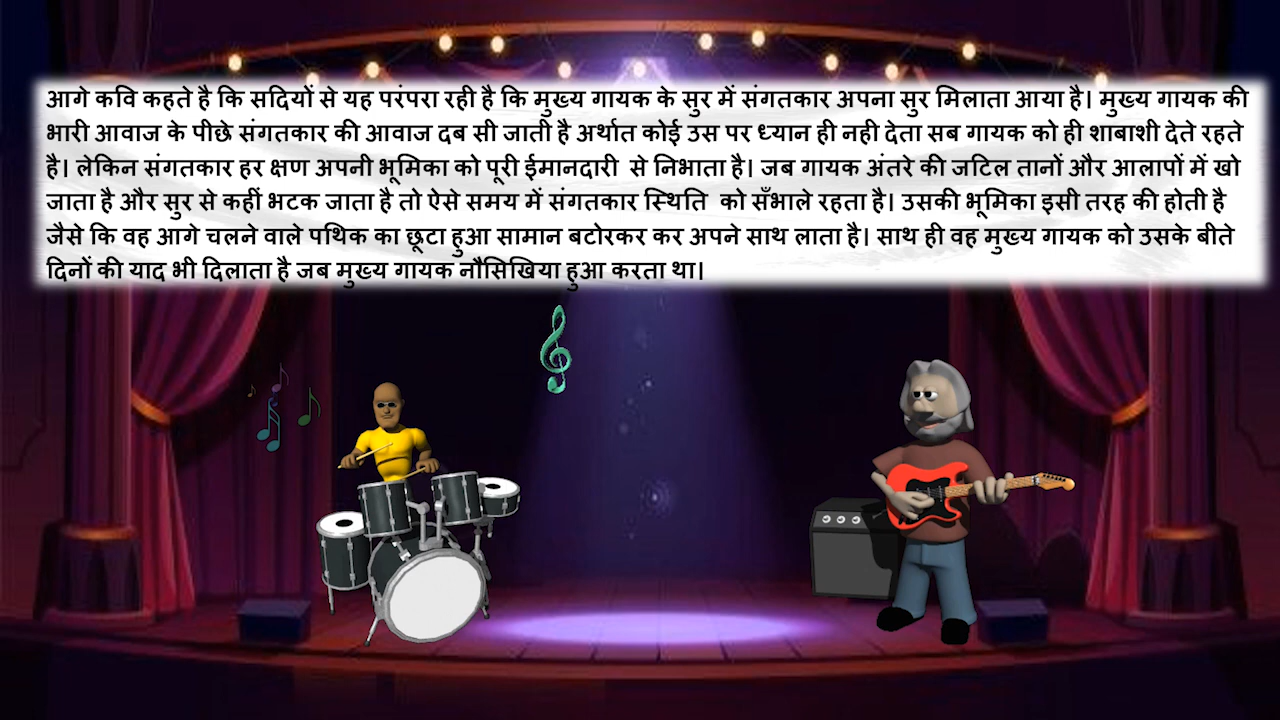 आगे कवि कहते है कि सदियों से यह परंपरा रही है कि मुख्य गायक के सुर में संगतकार अपना सुर मिलाता आया है। मुख्य गायक की
भारी आवाज के पीछे संगतकार की आवाज दब सी जाती है अर्थात कोई उस पर ध्यान ही नही देता सब गायक को ही शाबाशी देते रहते
है। लेकिन संगतकार हर क्षण अपनी भूमिका को पूरी ईमानदारी से निभाता है। जब गायक अंतरे की जटिल तानों और आलापों में खो
जाता है और सुर से कहीं भटक जाता है तो ऐसे समय में संगतकार स्थिति को सँभाले रहता है। उसकी भूमिका इसी तरह की होती है
जैसे कि वह आगे चलने वाले पथिक का छूटा हुआ सामान बटोरकर कर अपने साथ लाता है। साथ ही वह मुख्य गायक को उसके बीते
दिनों की याद भी दिलाता है जब मुख्य गायक नौसिखिया हुआ करता था।